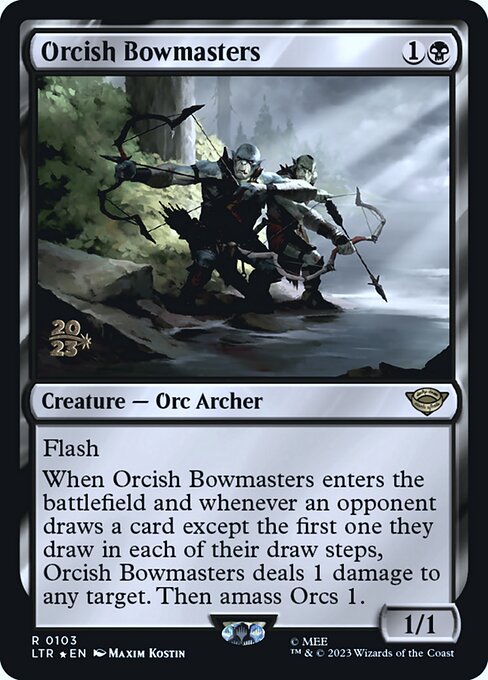 Orcish Bowmasters 1
20
23
Creature — Orc Archer
Flash
When Orcish Bowmasters enters the
battlefield and whenever an opponent
draws a card except the first one they
draw in each of their draw steps,
Orcish Bowmasters deals 1 damage to
any target. Then amass Orcs 1.
1/1
R 0103
LTR ★ EN Maxim Kostin
© MEE
™ & © 2023 Wizards of the Coast